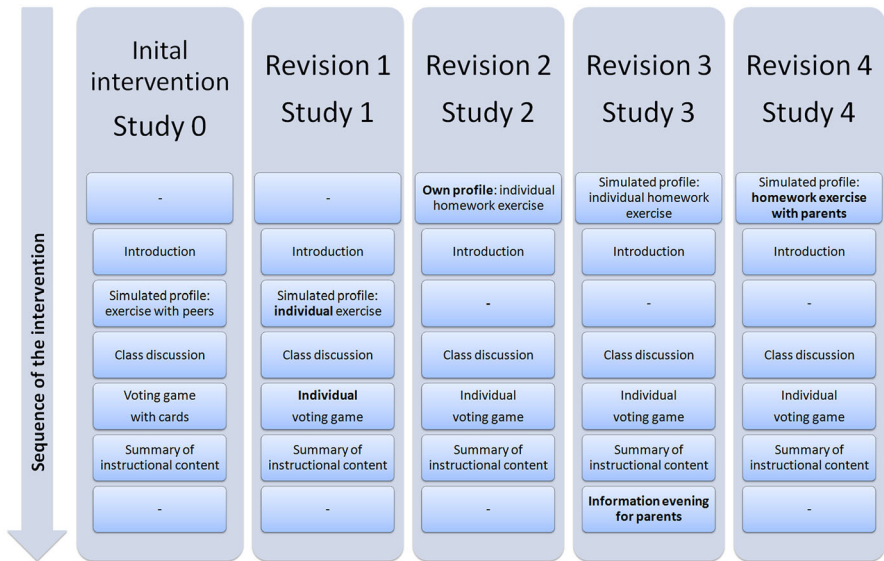 Sequence of the intervention
Inital
intervention
Study 0
-
Introduction
Simulated profile:
exercise with peers
Class discussion
Voting game
with cards
Summary of
instructional content
-
Revision 1
Study 1
-
Introduction
Simulated profile:
individual exercise
Class discussion
Individual
voting game
Summary of
instructional content
-
Revision 2
Study 2
Own profile: individual
homework exercise
Introduction
-
Class discussion
Individual
voting game
Summary of
instructional content
-
Revision 3
Study 3
Simulated profile:
individual homework
exercise
Introduction
-
Class discussion
Individual
voting game
Summary of
instructional content
Information evening
for parents
Revision 4
Study 4
Simulated profile:
homework exercise
with parents
Introduction
-
Class discussion
Individual
voting game
Summary of
instructional content
-